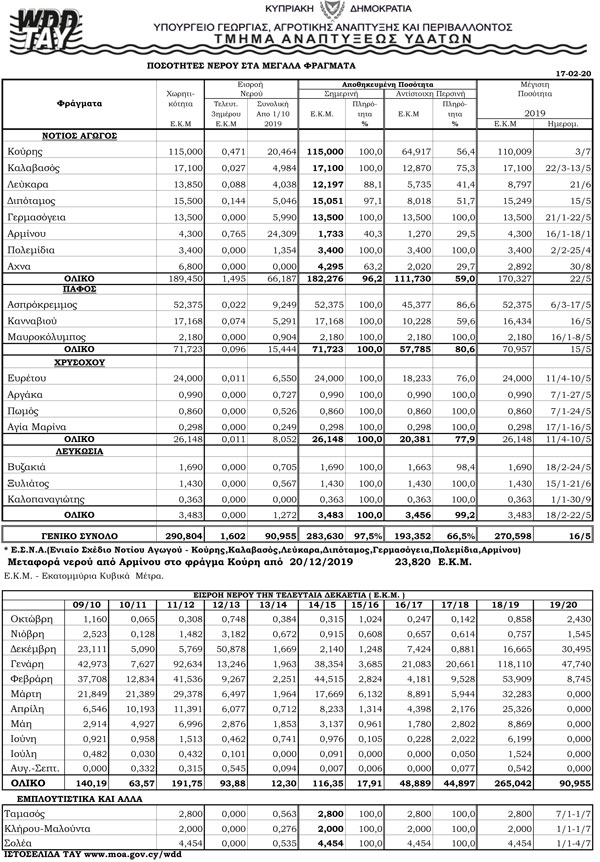 WDD
TAY
ΚΥΠΡΙΑΚΗ ΔΗΜΟΚΡΑΤΙΑ
ΥΠΟΥΡΓΕΙΟ ΓΕΩΡΓΙΑΣ, ΑΓΡΟΤΙΚΗΣ ΑΝΑΠΤΥΞΗΣ ΚΑΙ ΠΕΡΙΒΑΛΛΟΝΤΟΣ
ΤΜΗΜΑ ΑΝΑΠΤΥΞΕΩΣ ΥΔΑΤΩΝ
ΠΟΣΟΤΗΤΕΣ ΝΕΡΟΥ ΣΤΑ ΜΕΓΑΛΑ ΦΡΑΓΜΑΤΑ
17-02-20
Εισροή Αποθηκευμένη Ποσότητα Μέγιστη
Χωρητι- Νερού Σημερινή Αντίστοιχη Περσινή Ποσότητα
Φράγματα κότητα Τελευτ. Συνολική Ε.Κ.Μ. Πληρό- Ε.Κ.Μ Πληρό-
3ημέρου Από 1/10 τητα τητα 2019
Ε.Κ.Μ Ε.Κ.Μ 2019 % % Ε.Κ.Μ Ημερομ.
ΝΟΤΙΟΣ ΑΓΩΓΟΣ
Κούρης 115,000 0,471 20,464 115,000 100,0 64,917 56,4 110,009 3/7
Καλαβασός 17,100 0,027 4,984 17,100 100,0 12,870 75,3 17,100 22/3-13/5
Λεύκαρα 13,850 0,088 4,038 12,197 88,1 5,735 41,4 8,797 21/6
Διπόταμος 15,500 0,144 5,046 15,051 97,1 8,018 51,7 15,249 15/5
Γερμασόγεια 13,500 0,000 5,990 13,500 100,0 13,500 100,0 13,500 21/1-22/5
Αρμίνου 4,300 0,765 24,309 1,733 40,3 1,270 29,5 4,300 16/1-18/1
Πολεμίδια 3,400 0,000 1,354 3,400 100,0 3,400 100,0 3,400 2/2-25/4
Αχνα 6,800 0,000 0,000 4,295 63,2 2,020 29,7 2,892 30/8
ΟΛΙΚΟ 189,450 1,495 66,187 182,276 96,2 111,730 59,0 170,327 22/5
ΠΑΦΟΣ
Ασπρόκρεμμος 52,375 0,022 9,249 52,375 100,0 45,377 86,6 52,375 6/3-17/5
Κανναβιού 17,168 0,074 5,291 17,168 100,0 10,228 59,6 16,434 16/5
Μαυροκόλυμπος 2,180 0,000 0,904 2,180 100,0 2,180 100,0 2,180 16/1-8/5
ΟΛΙΚΟ 71,723 0,096 15,444 71,723 100,0 57,785 80,6 70,957 15/5
ΧΡΥΣΟΧΟΥ
Ευρέτου 24,000 0,011 6,550 24,000 100,0 18,233 76,0 24,000 11/4-10/5
Αργάκα 0,990 0,000 0,727 0,990 100,0 0,990 100,0 0,990 7/1-27/5
Πωμός 0,860 0,000 0,526 0,860 100,0 0,860 100,0 0,860 7/1-24/5
Αγία Μαρίνα 0,298 0,000 0,249 0,298 100,0 0,298 100,0 0,298 17/1-16/5
ΟΛΙΚΟ 26,148 0,011 8,052 26,148 100,0 20,381 77,9 26,148 11/4-10/5
ΛΕΥΚΩΣΙΑ
Βυζακιά 1,690 0,000 0,705 1,690 100,0 1,663 98,4 1,690 18/2-24/5
Ξυλιάτος 1,430 0,000 0,567 1,430 100,0 1,430 100,0 1,430 15/1-21/6
Καλοπαναγιώτης 0,363 0,000 0,000 0,363 100,0 0,363 100,0 0,363 1/1-30/9
ΟΛΙΚΟ 3,483 0,000 1,272 3,483 100,0 3,456 99,2 3,483 18/2-22/5
ΓΕΝΙΚΟ ΣΥΝΟΛΟ 290,804 1,602 90,955 283,630 97,5% 193,352 66,5% 270,598 16/5
* Ε.Σ.Ν.Α.(Ενιαίο Σχέδιο Νοτίου Αγωγού - Κούρης,Καλαβασός,Λεύκαρα,Διπόταμος,Γερμασόγεια,Πολεμίδια,Αρμίνου)
Μεταφορά νερού από Αρμίνου στο φράγμα Κούρη από 20/12/2019 23,820 Ε.Κ.Μ.
Ε.Κ.Μ. - Εκατομμύρια Κυβικά Μέτρα.
ΕΙΣΡΟΗ ΝΕΡΟΥ ΤΗΝ ΤΕΛΕΥΤΑΙΑ ΔΕΚΑΕΤΙΑ ( Ε.Κ.Μ. )
09/10 10/11 11/12 12/13 13/14 14/15 15/16 16/17 17/18 18/19 19/20
Οκτώβρη 1,160 0,065 0,308 0,748 0,384 0,315 1,024 0,247 0,142 0,858 2,430
Νιόβρη 2,523 0,128 1,482 3,182 0,672 0,915 0,608 0,657 0,614 0,757 1,545
Δεκέμβρη 23,111 5,090 5,769 50,878 1,669 2,140 1,248 7,424 0,881 16,665 30,495
Γενάρη 42,973 7,627 92,634 13,246 1,963 38,354 3,685 21,083 20,661 118,110 47,740
Φεβράρη 37,708 12,834 41,536 9,267 2,251 44,515 2,824 4,181 9,528 53,909 8,745
Μάρτη 21,849 21,389 29,378 6,497 1,964 17,669 6,132 8,891 5,944 32,283 0,000
Απρίλη 6,546 10,193 11,391 6,077 0,712 8,233 1,314 4,398 2,176 25,326 0,000
Μάη 2,914 4,927 6,996 2,876 1,853 3,137 0,961 1,780 2,802 8,869 0,000
Ιούνη 0,921 0,958 1,513 0,462 0,741 0,976 0,105 0,228 2,022 6,199 0,000
Ιούλη 0,482 0,030 0,432 0,101 0,000 0,091 0,000 0,000 0,050 1,524 0,000
Αυγ.-Σεπτ. 0,000 0,332 0,315 0,545 0,094 0,007 0,006 0,000 0,077 0,542 0,000
ΟΛΙΚΟ 140,19 63,57 191,75 93,88 12,30 116,35 17,91 48,889 44,897 265,042 90,955
ΕΜΠΛΟΥΤΙΣΤΙΚΑ ΚΑΙ ΑΛΛΑ
Ταμασός 2,800 0,000 0,563 2,800 100,0 2,800 100,0 2,800 7/1-1/7
Κλήρου-Μαλούντα 2,000 0,000 0,276 2,000 100,0 2,000 100,0 2,000 1/1-1/7
Σολέα 4,454 0,000 0,535 4,454 100,0 4,454 100,0 4,454 1/1-4/7
ΙΣΤΟΣΕΛΙΔΑ ΤΑΥ www.moa.gov.cy/wdd